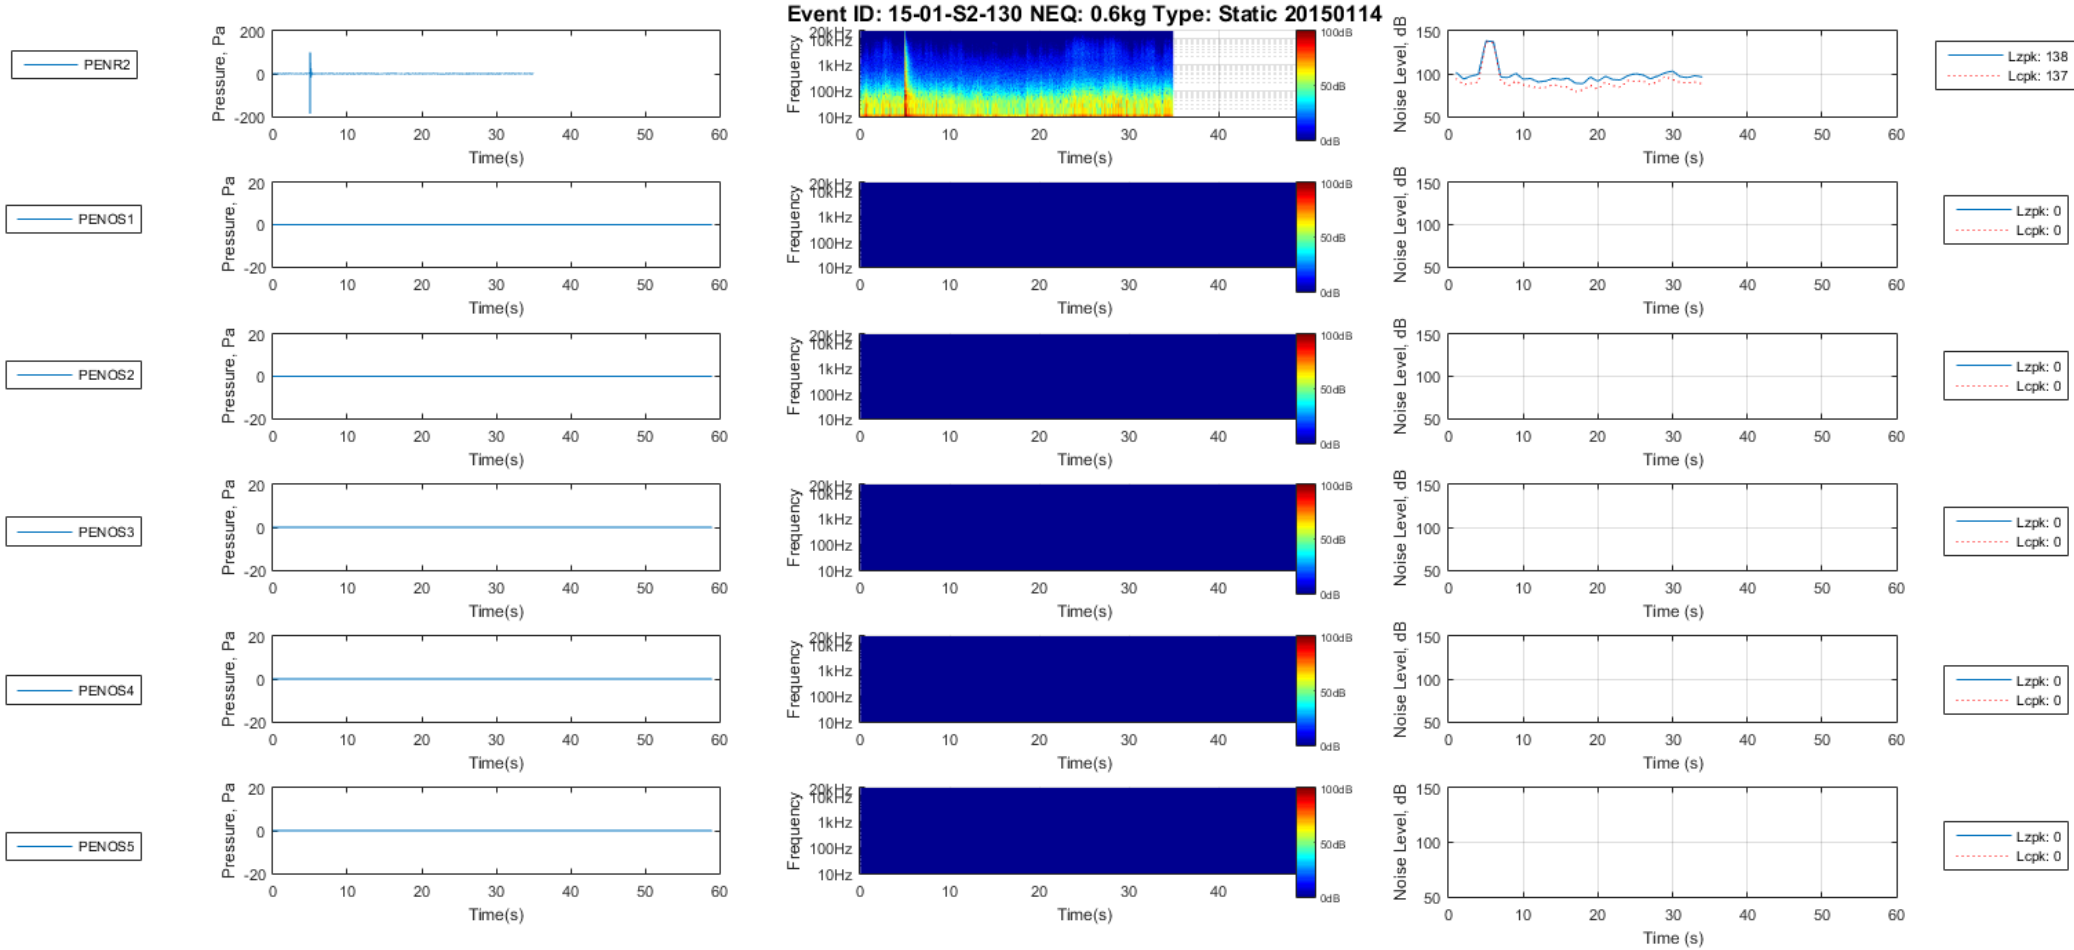 Event ID: 15-01-S2-130 NEQ: 0.6kg Type: Static 20150114
PENR2
Pressure, Pa
200
0
-200
0 10 20 30 40 50 60
Time(s)
Frequency
20kHz
10kHz
1kHz
100Hz
10Hz
0 10 20 30 40
Time(s)
100dB
50dB
0dB
Noise Level, dB
150
100
50
0 10 20 30 40 50 60
Time (s)
Lzpk: 138
Lcpk: 137
PENOS1
Pressure, Pa
20
0
-20
0 10 20 30 40 50 60
Time(s)
Frequency
20kHz
10kHz
1kHz
100Hz
10Hz
0 10 20 30 40
Time(s)
100dB
50dB
0dB
Noise Level, dB
150
100
50
0 10 20 30 40 50 60
Time (s)
Lzpk: 0
Lcpk: 0
PENOS2
Pressure, Pa
20
0
-20
0 10 20 30 40 50 60
Time(s)
Frequency
20kHz
10kHz
1kHz
100Hz
10Hz
0 10 20 30 40
Time(s)
100dB
50dB
0dB
Noise Level, dB
150
100
50
0 10 20 30 40 50 60
Time (s)
Lzpk: 0
Lcpk: 0
PENOS3
Pressure, Pa
20
0
-20
0 10 20 30 40 50 60
Time(s)
Frequency
20kHz
10kHz
1kHz
100Hz
10Hz
0 10 20 30 40
Time(s)
100dB
50dB
0dB
Noise Level, dB
150
100
50
0 10 20 30 40 50 60
Time (s)
Lzpk: 0
Lcpk: 0
PENOS4
Pressure, Pa
20
0
-20
0 10 20 30 40 50 60
Time(s)
Frequency
20kHz
10kHz
1kHz
100Hz
10Hz
0 10 20 30 40
Time(s)
100dB
50dB
0dB
Noise Level, dB
150
100
50
0 10 20 30 40 50 60
Time (s)
Lzpk: 0
Lcpk: 0
PENOS5
Pressure, Pa
20
0
-20
0 10 20 30 40 50 60
Time(s)
Frequency
20kHz
10kHz
1kHz
100Hz
10Hz
0 10 20 30 40
Time(s)
100dB
50dB
0dB
Noise Level, dB
150
100
50
0 10 20 30 40 50 60
Time (s)
Lzpk: 0
Lcpk: 0